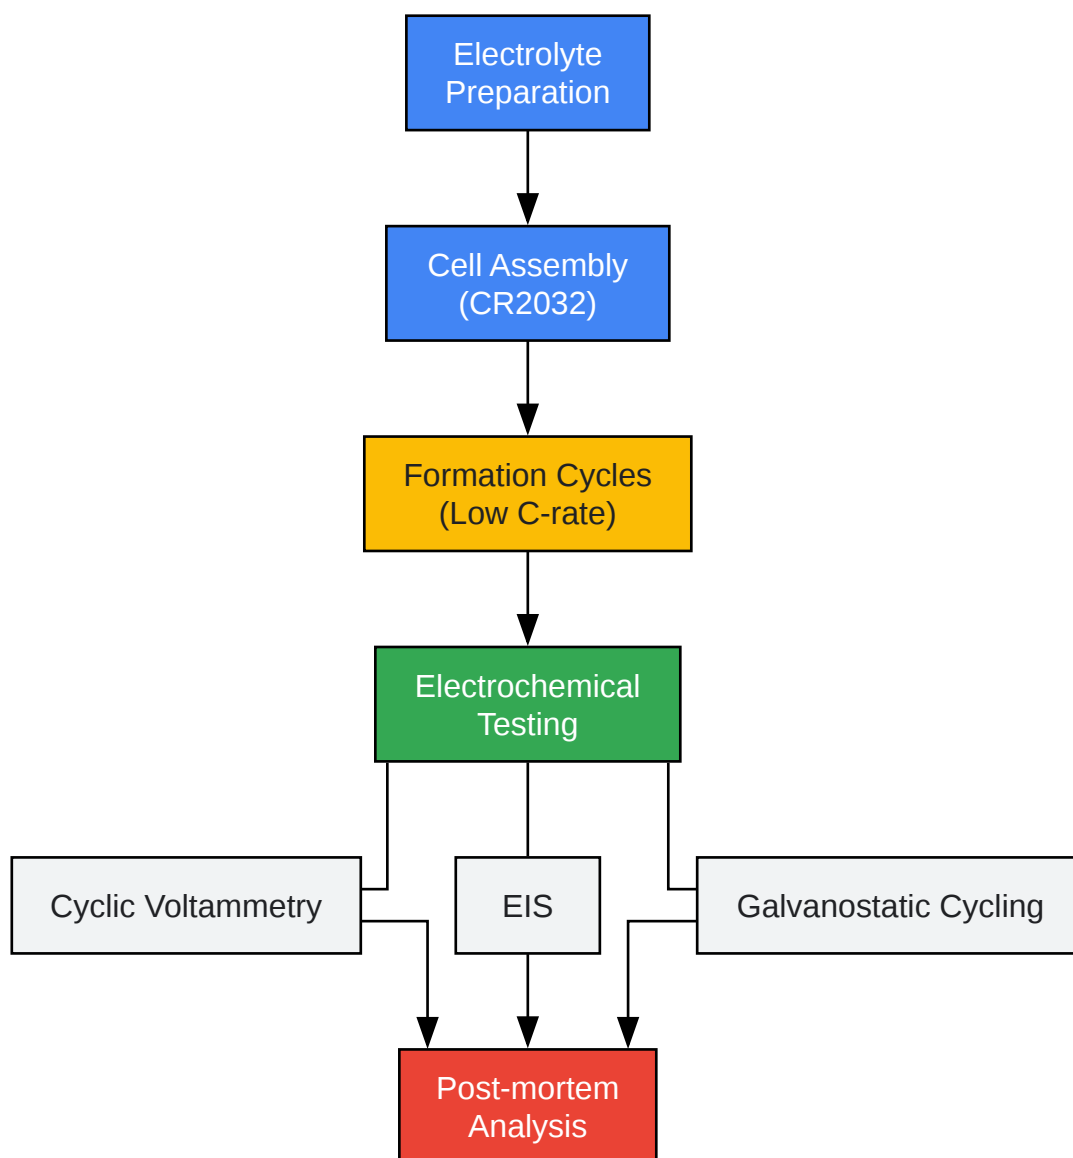 Electrolyte
Preparation
Cell Assembly
(CR2032)
Formation Cycles
(Low C-rate)
Electrochemical
Testing
Cyclic Voltammetry
EIS
Galvanostatic Cycling
Post-mortem
Analysis